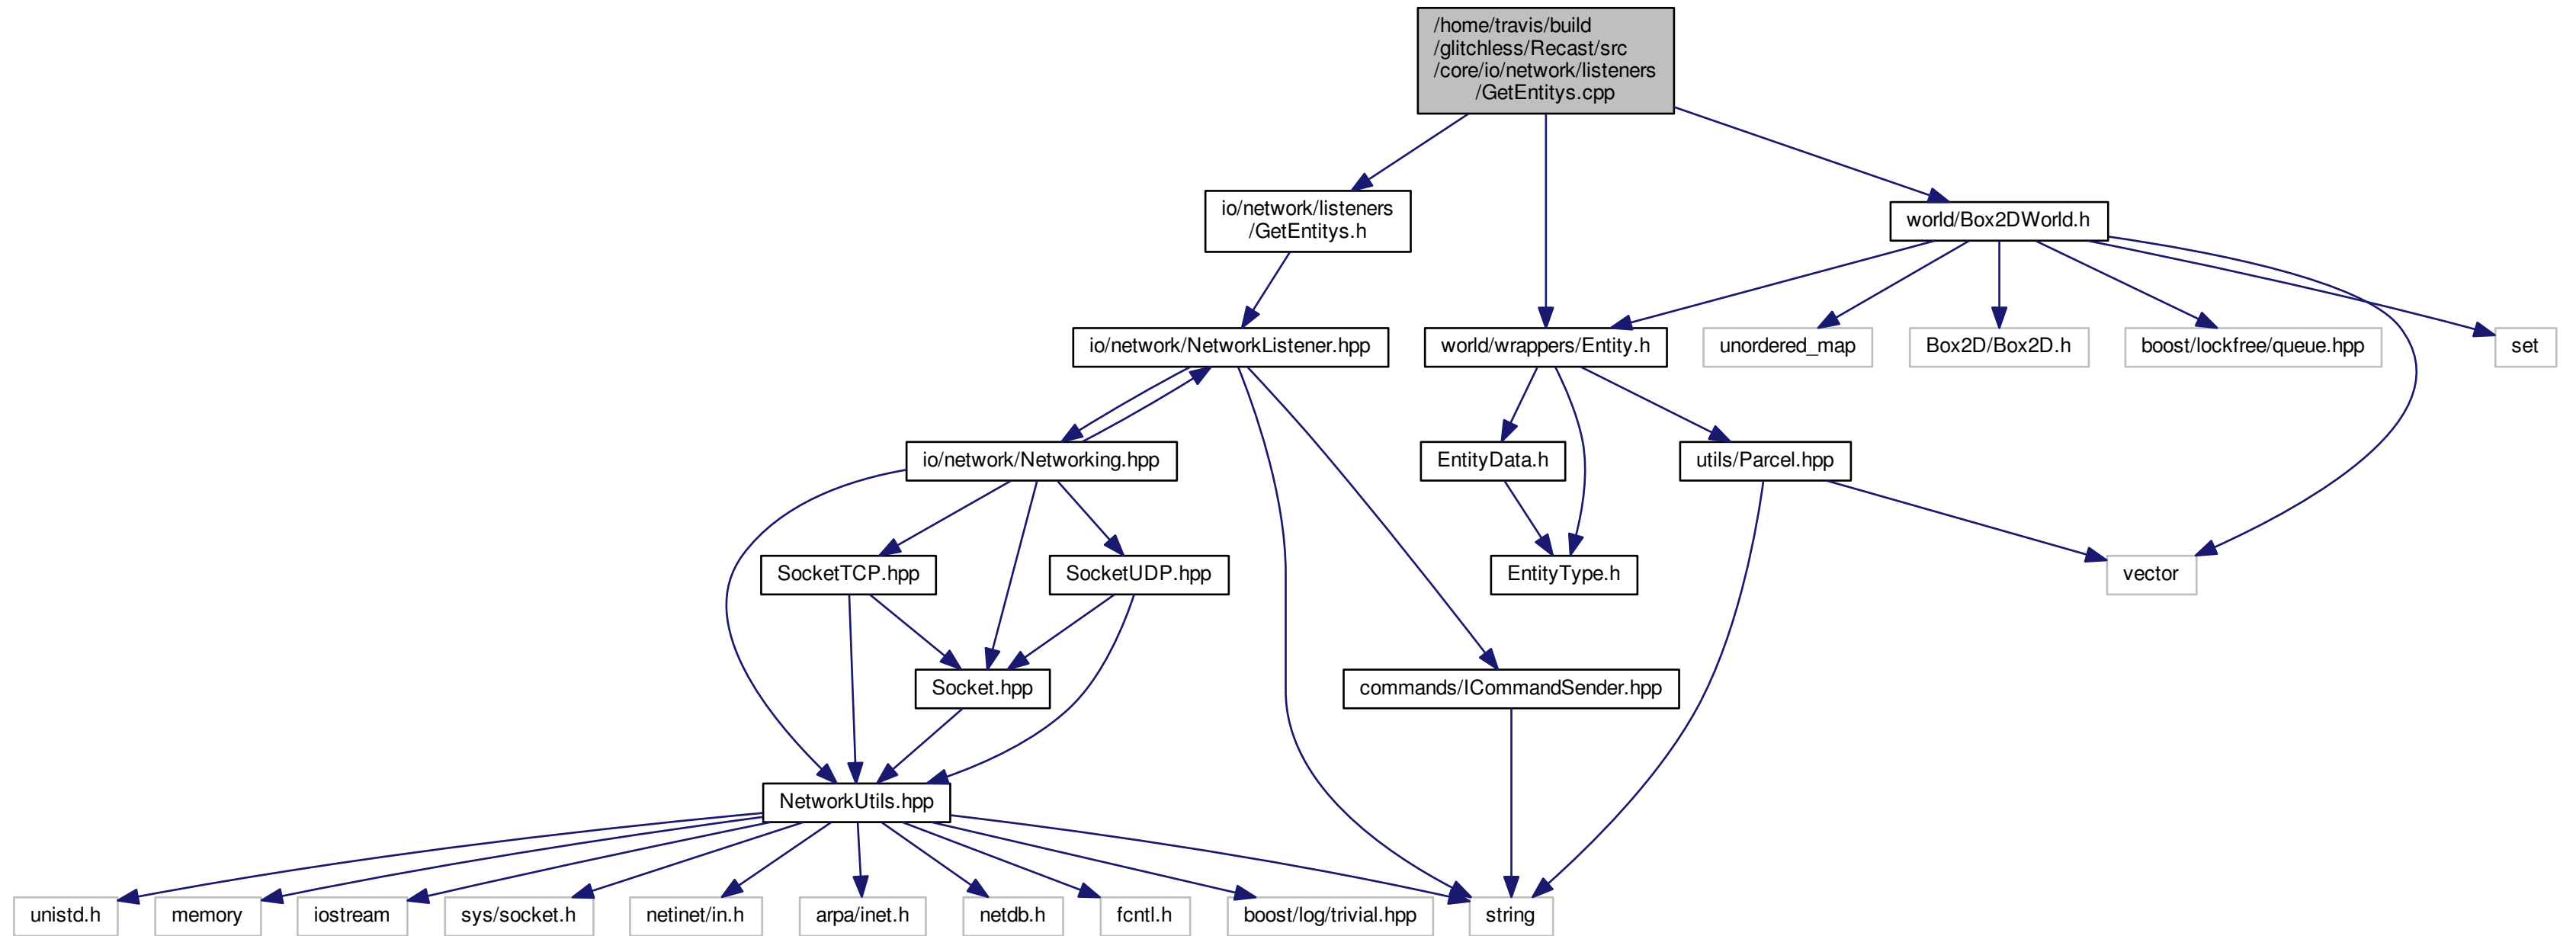 /home/travis/build
/glitchless/Recast/src
/core/io/network/listeners
/GetEntitys.cpp
io/network/listeners
/GetEntitys.h
world/Box2DWorld.h
io/network/NetworkListener.hpp
world/wrappers/Entity.h
unordered_map
Box2D/Box2D.h
boost/lockfree/queue.hpp
set
io/network/Networking.hpp
EntityData.h
utils/Parcel.hpp
SocketTCP.hpp
SocketUDP.hpp
EntityType.h
vector
Socket.hpp
commands/ICommandSender.hpp
NetworkUtils.hpp
unistd.h
memory
iostream
sys/socket.h
netinet/in.h
arpa/inet.h
netdb.h
fcntl.h
boost/log/trivial.hpp
string